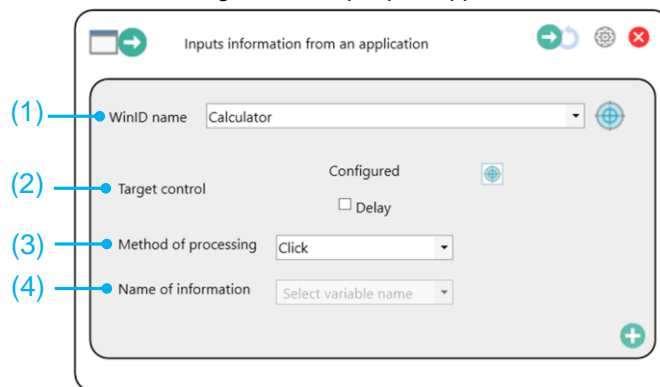 Inputs information from an application
(1) WinID name Calculator
Configured
(2) Target control
Delay
(3) Method of processing Click
(4) Name of information Select variable name